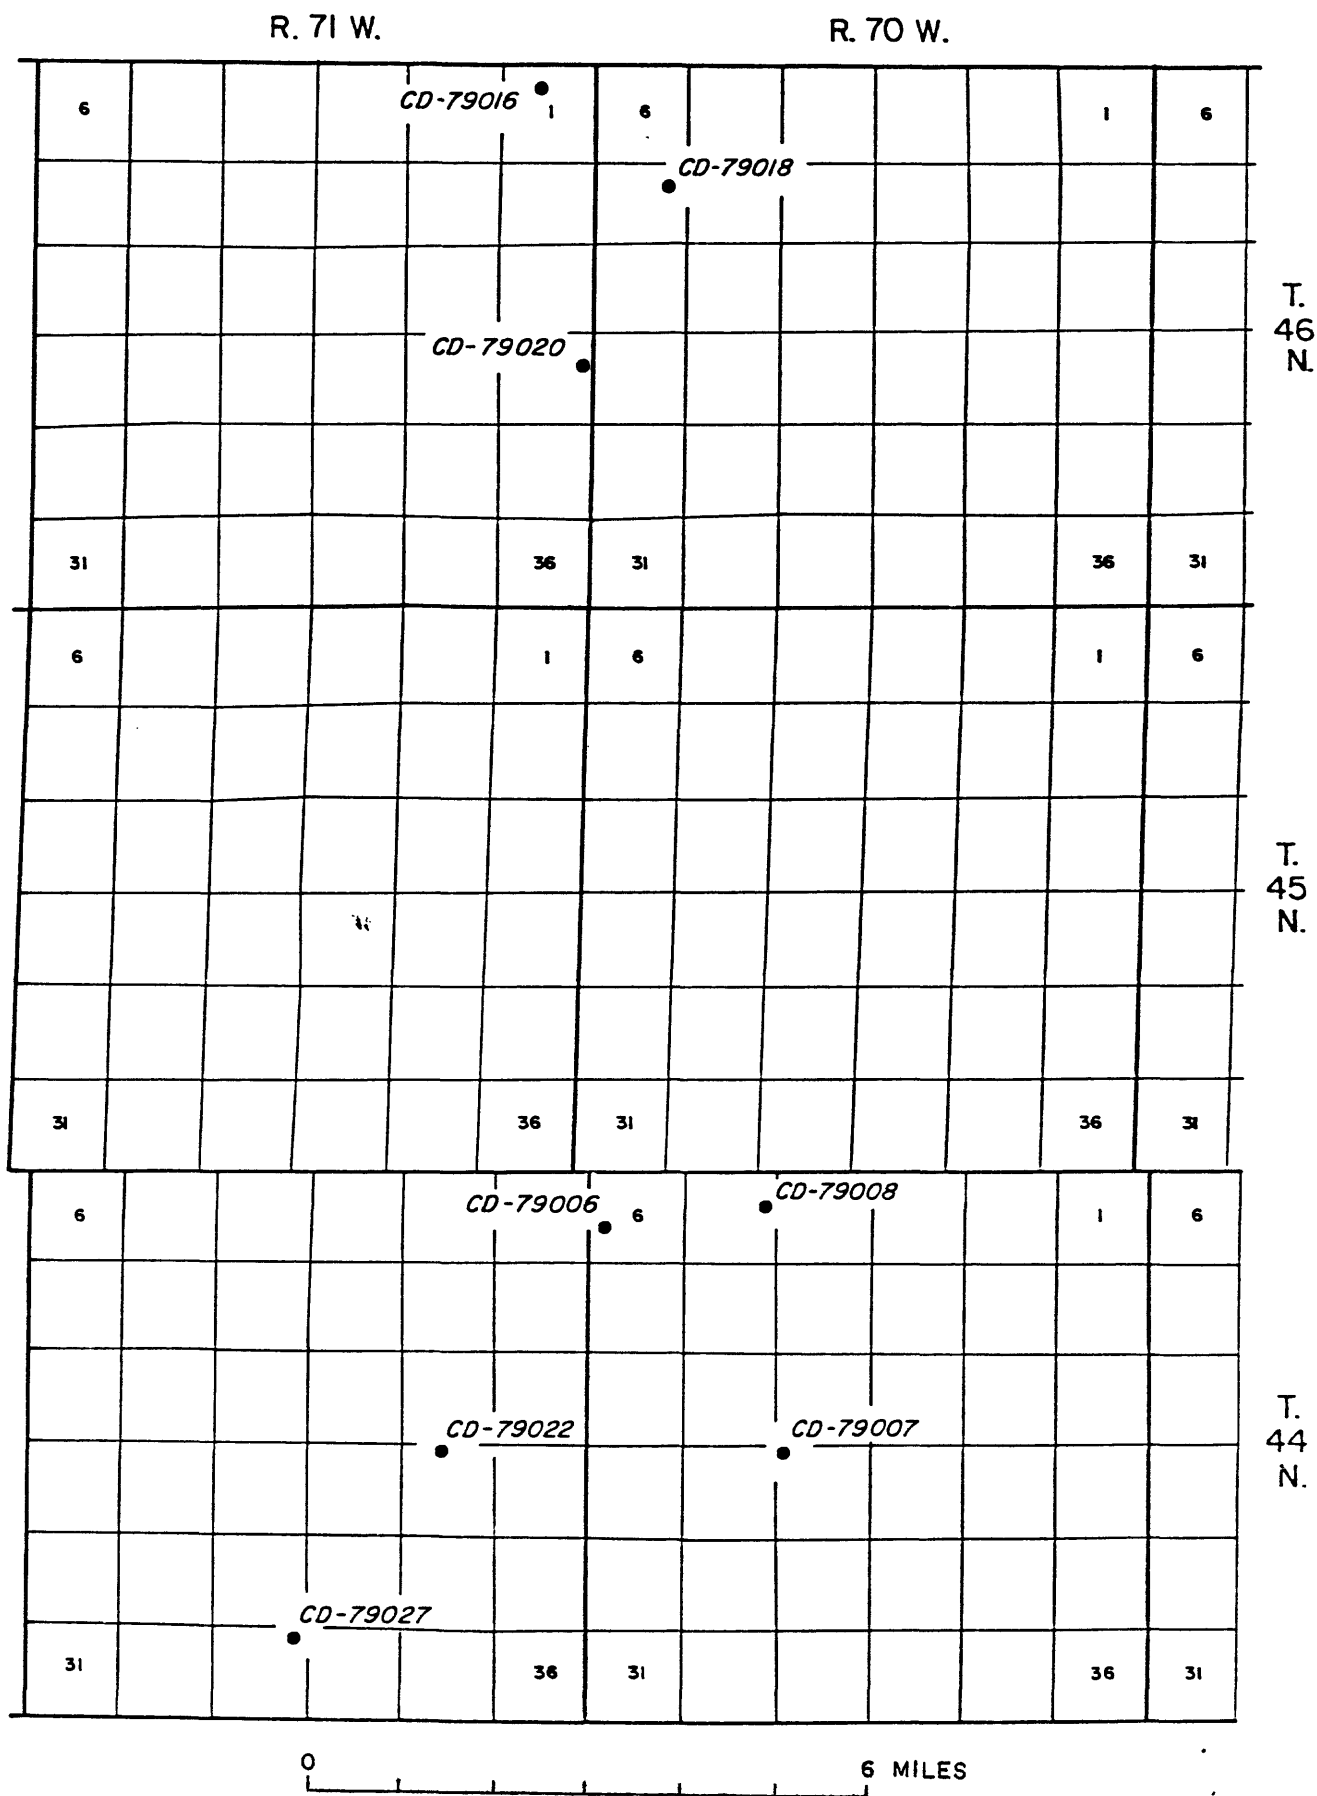 R. 71 W. R. 70 W.
6 CD-79016 1 6 1 6
CD-79018
T.
46
N.
CD-79020
31 36 31 36 31
6 1 6 1 6
T.
45
N.
31 36 31 36 31
6 CD-79006 6 CD-79008 1 6
T.
44
N.
CD-79022 CD-79007
CD-79027
31 36 31 36 31
0 6 MILES